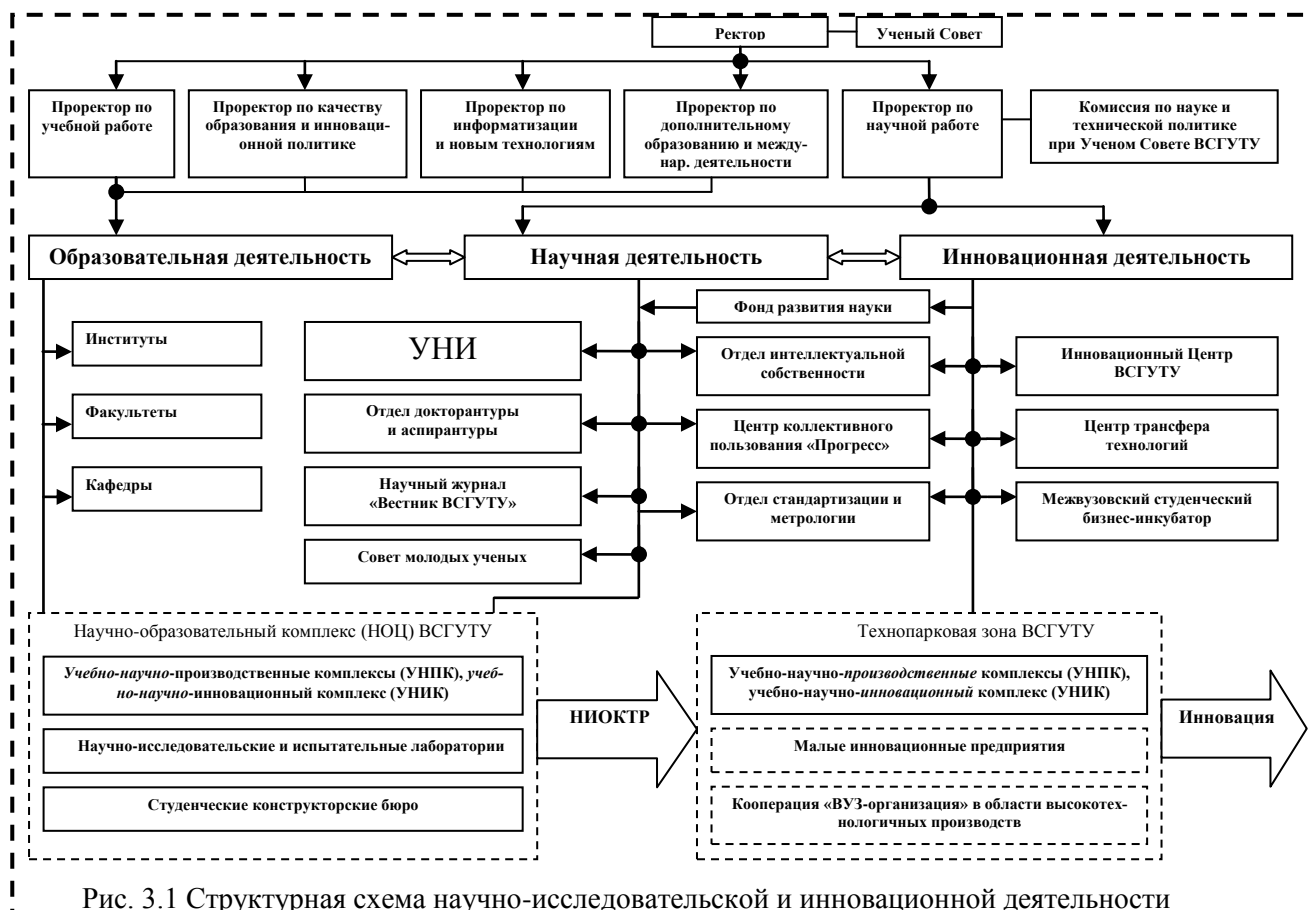 Ректор
Ученый Совет
Проректор по
учебной работе
Проректор по качеству
образования и инноваци-
онной политике
Проректор по
информатизации
и новым технологиям
Проректор по
дополнительному
образованию и между-
нар. деятельности
Проректор по
научной работе
Комиссия по науке и
технической политике
при Ученом Совете ВСГУТУ
Образовательная деятельность
Научная деятельность
Инновационная деятельность
Фонд развития науки
Институты
УНИ
Отдел интеллектуальной
собственности
Инновационный Центр
ВСГУТУ
Факультеты
Отдел докторантуры
и аспирантуры
Центр коллективного
пользования «Прогресс»
Центр трансфера
технологий
Кафедры
Научный журнал
«Вестник ВСГУТУ»
Отдел стандартизации и
метрологии
Межвузовский студенческий
бизнес-инкубатор
Совет молодых ученых
Научно-образовательный комплекс (НОЦ) ВСГУТУ
Учебно-научно-производственные комплексы (УНПК), учеб-
но-научно-инновационный комплекс (УНИК)
Научно-исследовательские и испытательные лаборатории
Студенческие конструкторские бюро
НИОКТР
Технопарковая зона ВСГУТУ
Учебно-научно-производственные комплексы (УНПК),
учебно-научно-инновационный комплекс (УНИК)
Малые инновационные предприятия
Кооперация «ВУЗ-организация» в области высокотех-
нологичных производств
Инновация
Рис. 3.1 Структурная схема научно-исследовательской и инновационной деятельности